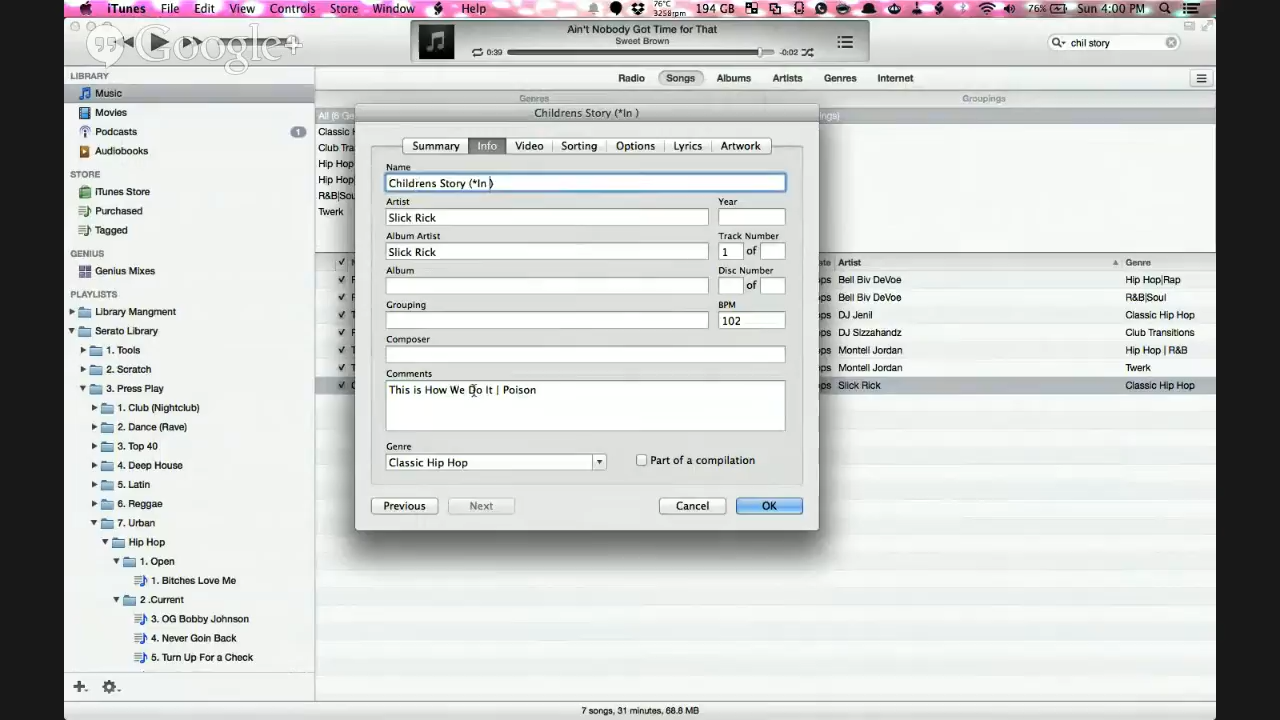 iTunes File Edit View Controls Store Window Help 76°C 3258rpm 194 GB 76% Sun 4:00 PM
Google+
Ain't Nobody Got Time for That
Sweet Brown
0:39 -0:02
chil story
LIBRARY
Music
Movies
Podcasts 1
Audiobooks
STORE
iTunes Store
Purchased
Tagged
GENIUS
Genius Mixes
PLAYLISTS
Library Mangment
Serato Library
1. Tools
2. Scratch
3. Press Play
1. Club (Nightclub)
2. Dance (Rave)
3. Top 40
4. Deep House
5. Latin
6. Reggae
7. Urban
Hip Hop
1. Open
1. Bitches Love Me
2 .Current
3. OG Bobby Johnson
4. Never Goin Back
5. Turn Up For a Check
Radio Songs Albums Artists Genres Internet
Genres Groupings
All (6 Ge
Classic H
Club Tra
Hip Hop
Hip Hop|
R&B|Sou
Twerk
Childrens Story (*In )
Summary Info Video Sorting Options Lyrics Artwork
Name
Childrens Story (*In )
Artist Year
Slick Rick
Album Artist Track Number
Slick Rick 1 of
Album Disc Number
of
Grouping BPM
102
Composer
Comments
This is How We Do It | Poison
Genre
Classic Hip Hop Part of a compilation
Previous Next Cancel OK
Artist Genre
Bell Biv DeVoe Hip Hop|Rap
Bell Biv DeVoe R&B|Soul
DJ Jenil Classic Hip Hop
DJ Sizzahandz Club Transitions
Montell Jordan Hip Hop | R&B
Montell Jordan Twerk
Slick Rick Classic Hip Hop
7 songs, 31 minutes, 68.8 MB